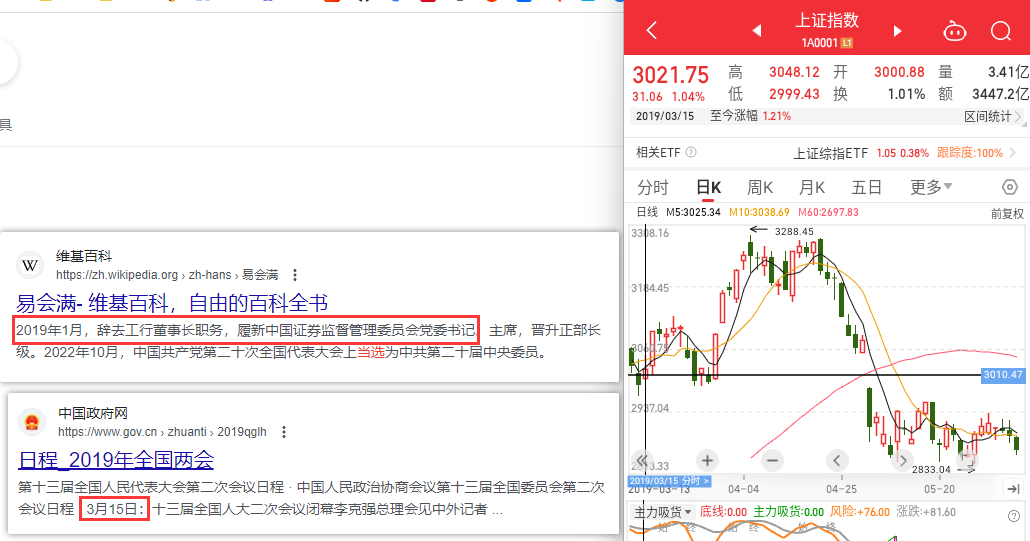 具
维基百科
https://zh.wikipedia.org › zh-hans › 易会满
易会满- 维基百科，自由的百科全书
2019年1月，辞去工行董事长职务，履新中国证券监督管理委员会党委书记、主席，晋升正部长
级。2022年10月，中国共产党第二十次全国代表大会上当选为中共第二十届中央委员。
中国政府网
https://www.gov.cn › zhuanti › 2019qglh
日程_2019年全国两会
第十三届全国人民代表大会第二次会议日程 · 中国人民政治协商会议第十三届全国委员会第二次
会议日程 3月15日：十三届全国人大二次会议闭幕李克强总理会见中外记者 ...
上证指数
1A0001 L1
3021.75 高 3048.12 开 3000.88 量 3.41亿
31.06 1.04% 低 2999.43 换 1.01% 额 3447.2亿
2019/03/15 至今涨幅 1.21% 区间统计
相关ETF 上证综指ETF 1.05 0.38% 跟踪度:100%
分时 日K 周K 月K 五日 更多
日线 M5:3025.34 M10:3038.69 M60:2697.83 前复权
3308.16
3288.45
3184.45
3060.75
3010.47
2937.04
2833.04
2019/03/15 分时 >
2019-03-13 04-04 04-25 05-20
主力吸货 底线:0.00 主力吸货:0.00 风险:+76.00 涨跌:+81.60
始 终 始 终 始 终